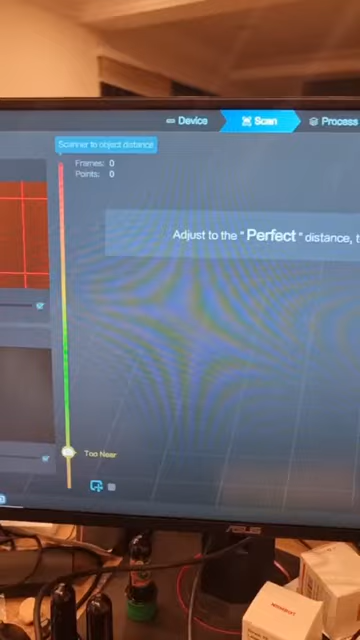 Device
Scan
Process
Scanner to object distance
Frames: 0
Points: 0
Adjust to the " Perfect " distance, t
Too Near
ASUS